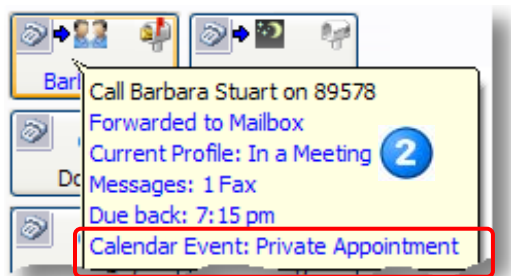 Barb
Call Barbara Stuart on 89578
Forwarded to Mailbox
Current Profile: In a Meeting
2
Messages: 1 Fax
Due back: 7:15 pm
Calendar Event: Private Appointment